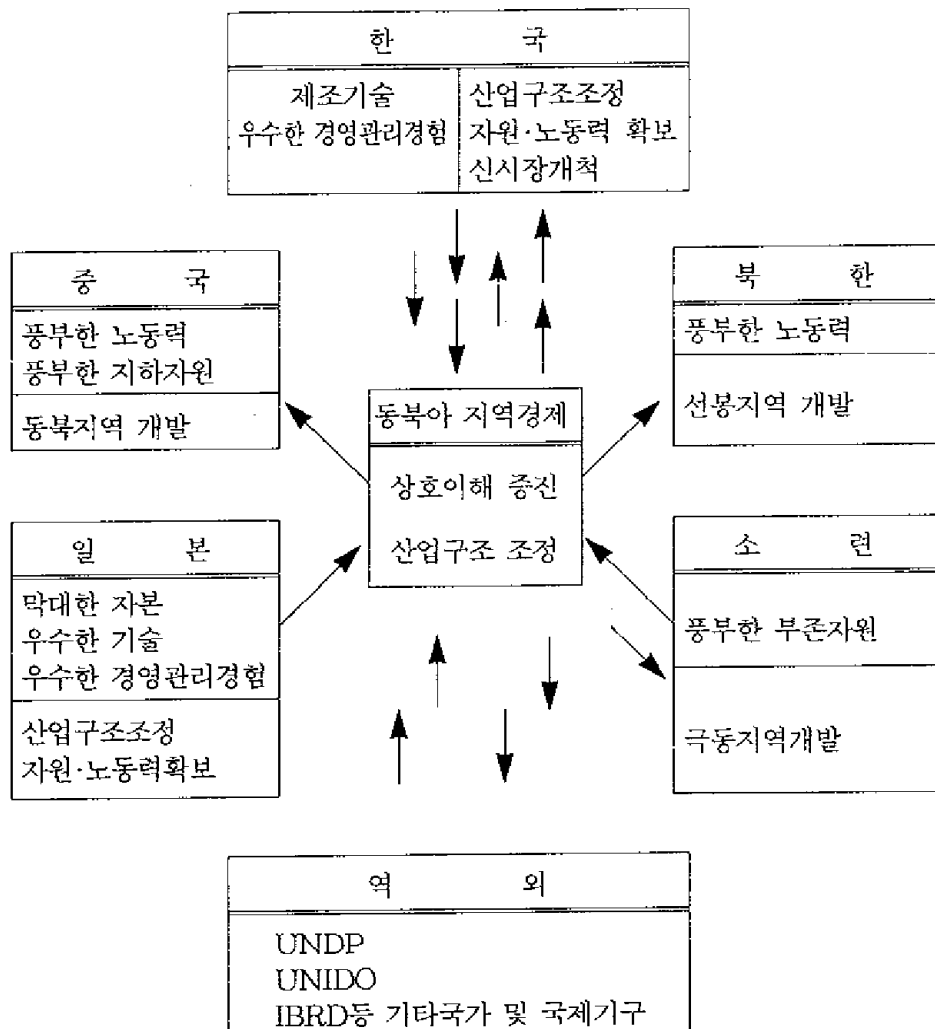 한 국
제조기술
우수한 경영관리경험
산업구조조정
자원·노동력 확보
신시장개척
중 국
풍부한 노동력
풍부한 지하자원
동북지역 개발
북 한
풍부한 노동력
선봉지역 개발
동북아 지역경제
상호이해 증진
산업구조 조정
일 본
막대한 자본
우수한 기술
우수한 경영관리경험
산업구조조정
자원·노동력확보
소 련
풍부한 부존자원
극동지역개발
역 외
UNDP
UNIDO
IBRD등 기타국가 및 국제기구